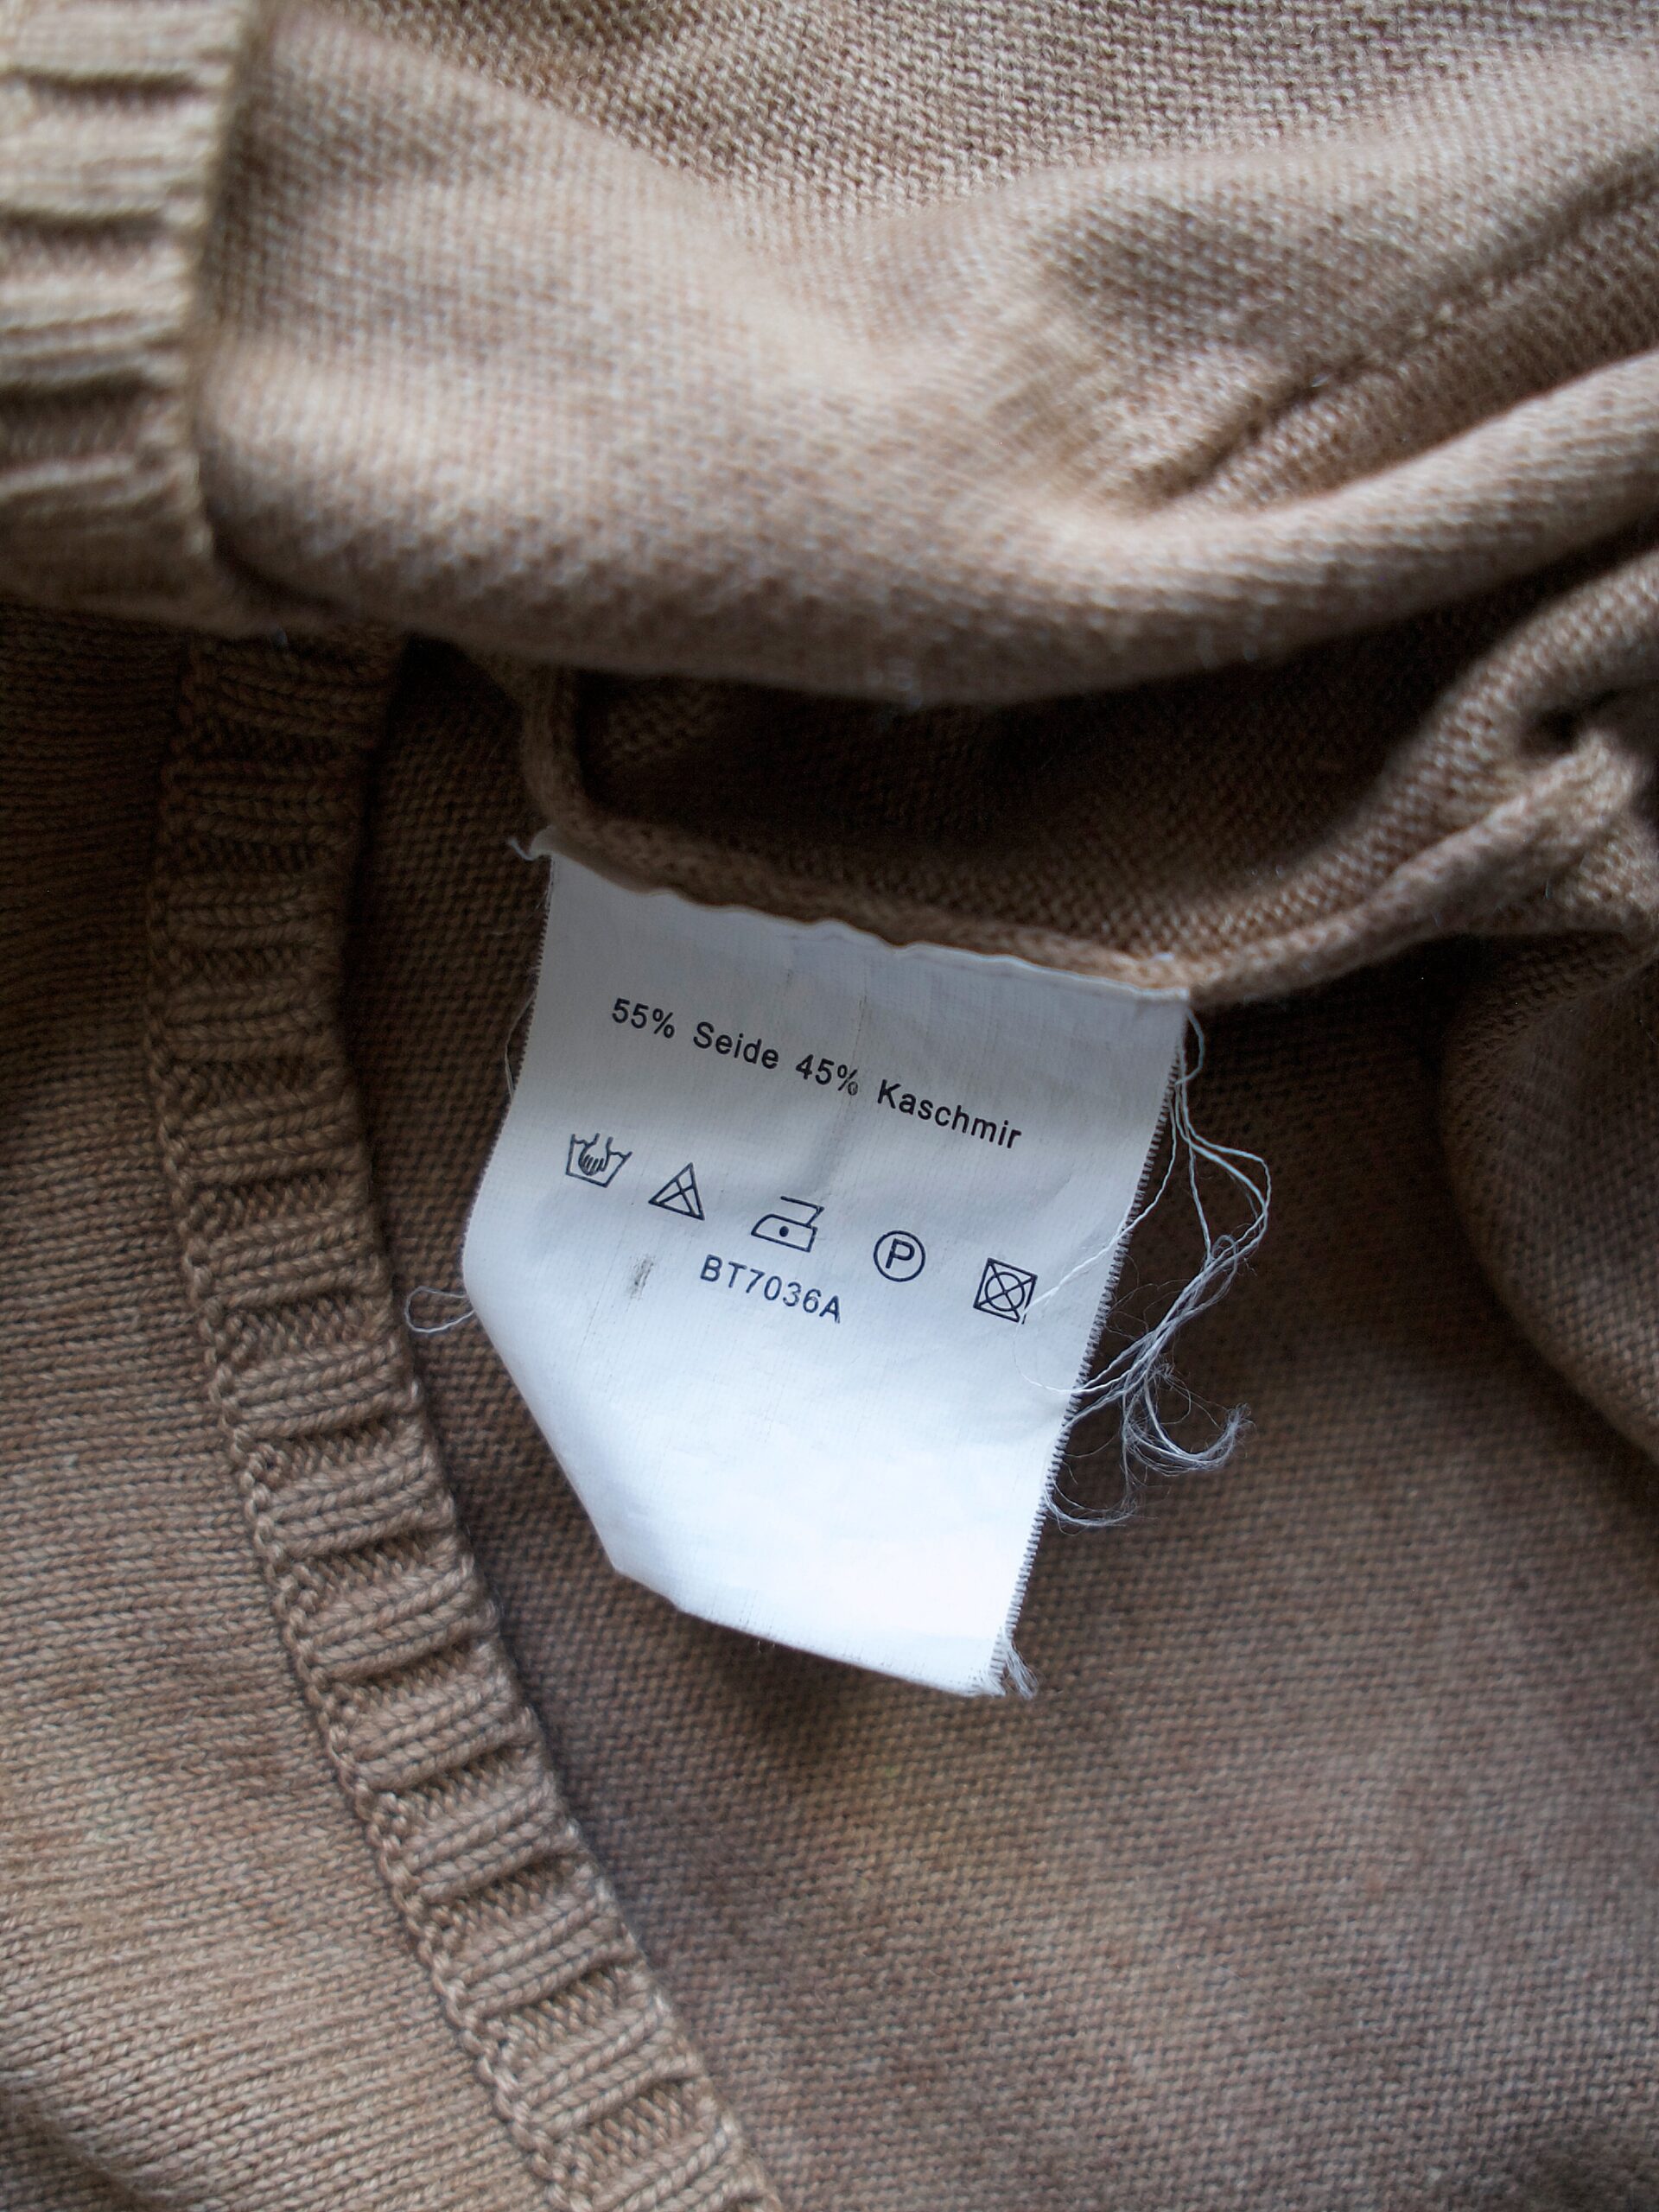 55% Seide 45% Kaschmir
P
BT7036A